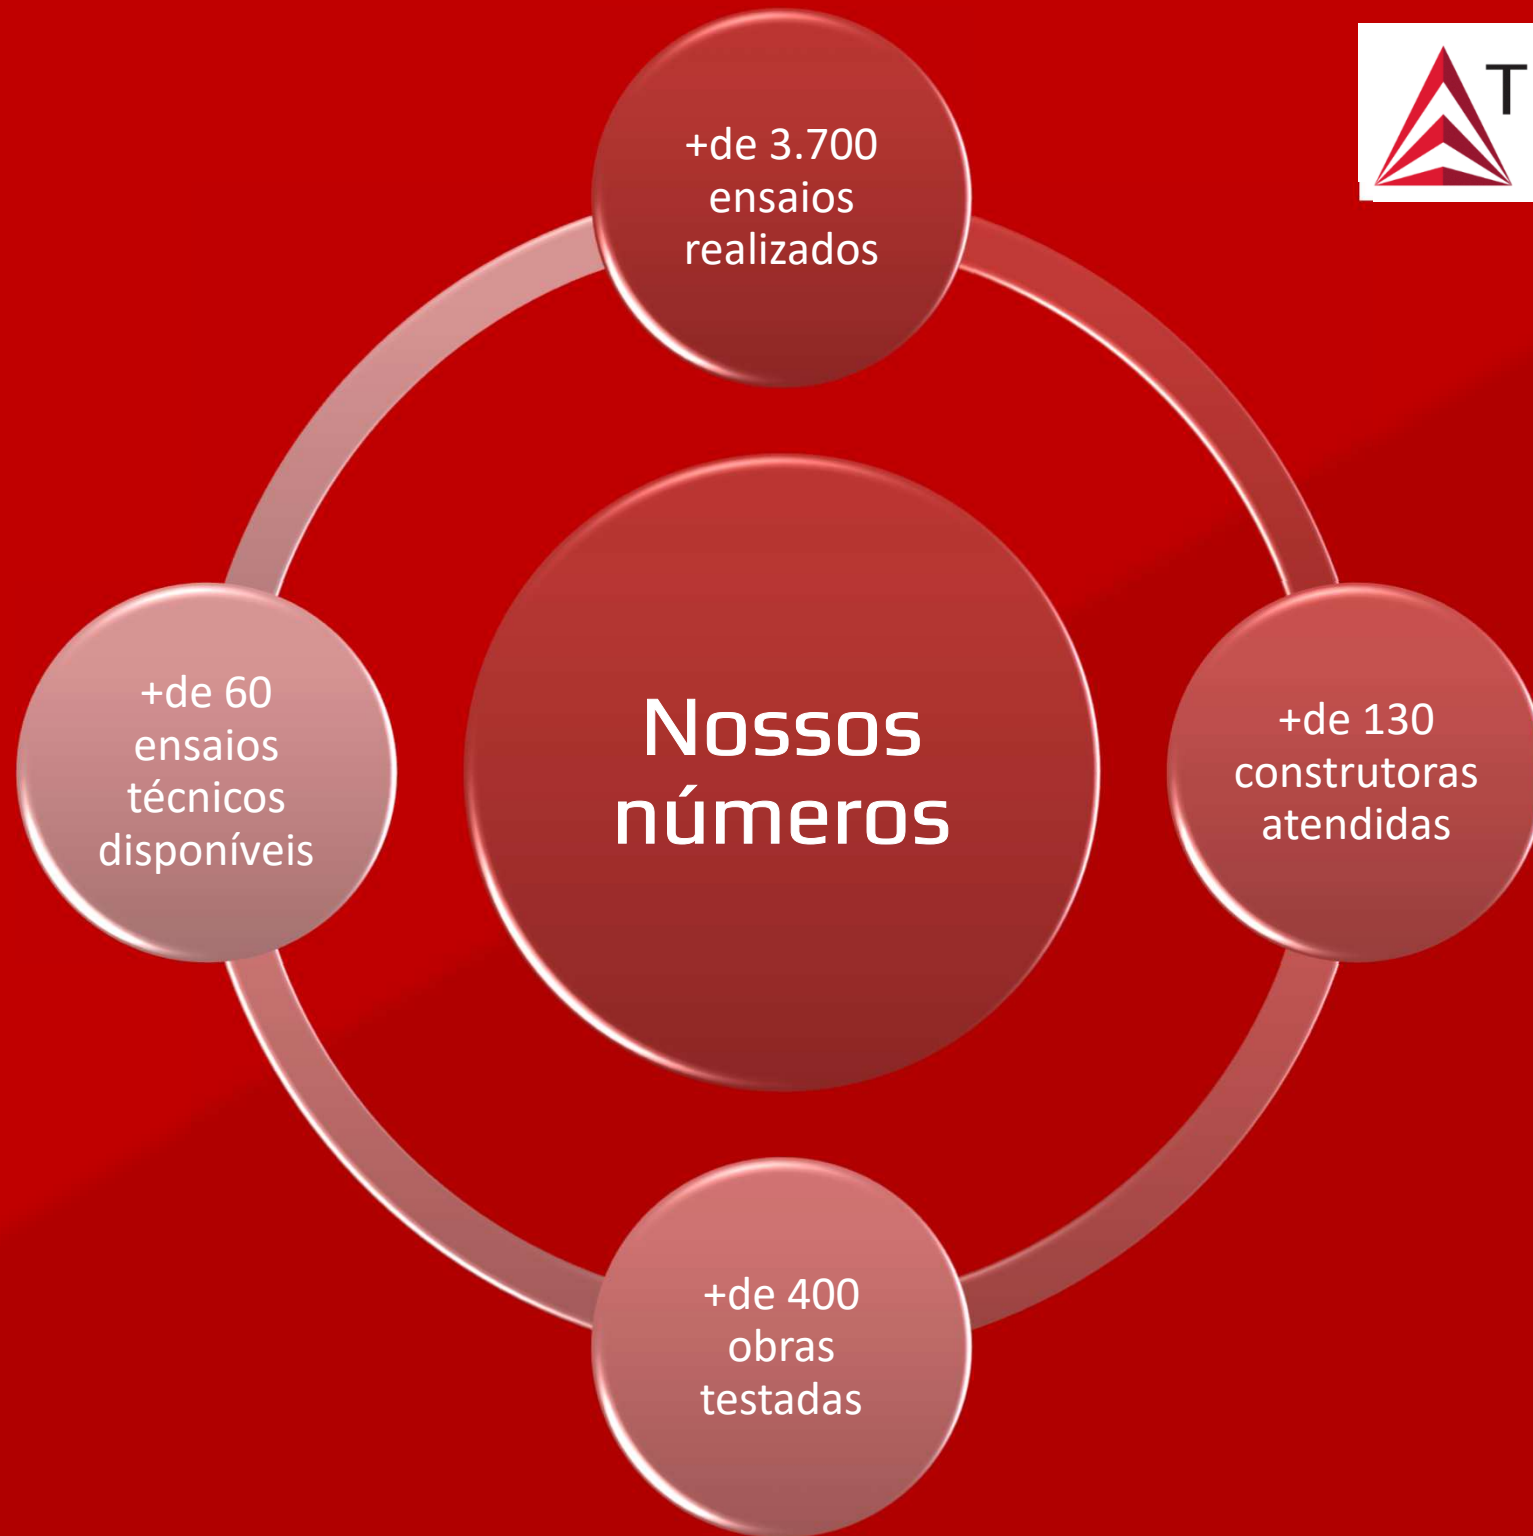 +de 3.700
ensaios
realizados
T
Nossos
números
+de 60
ensaios
técnicos
disponíveis
+de 130
construtoras
atendidas
+de 400
obras
testadas